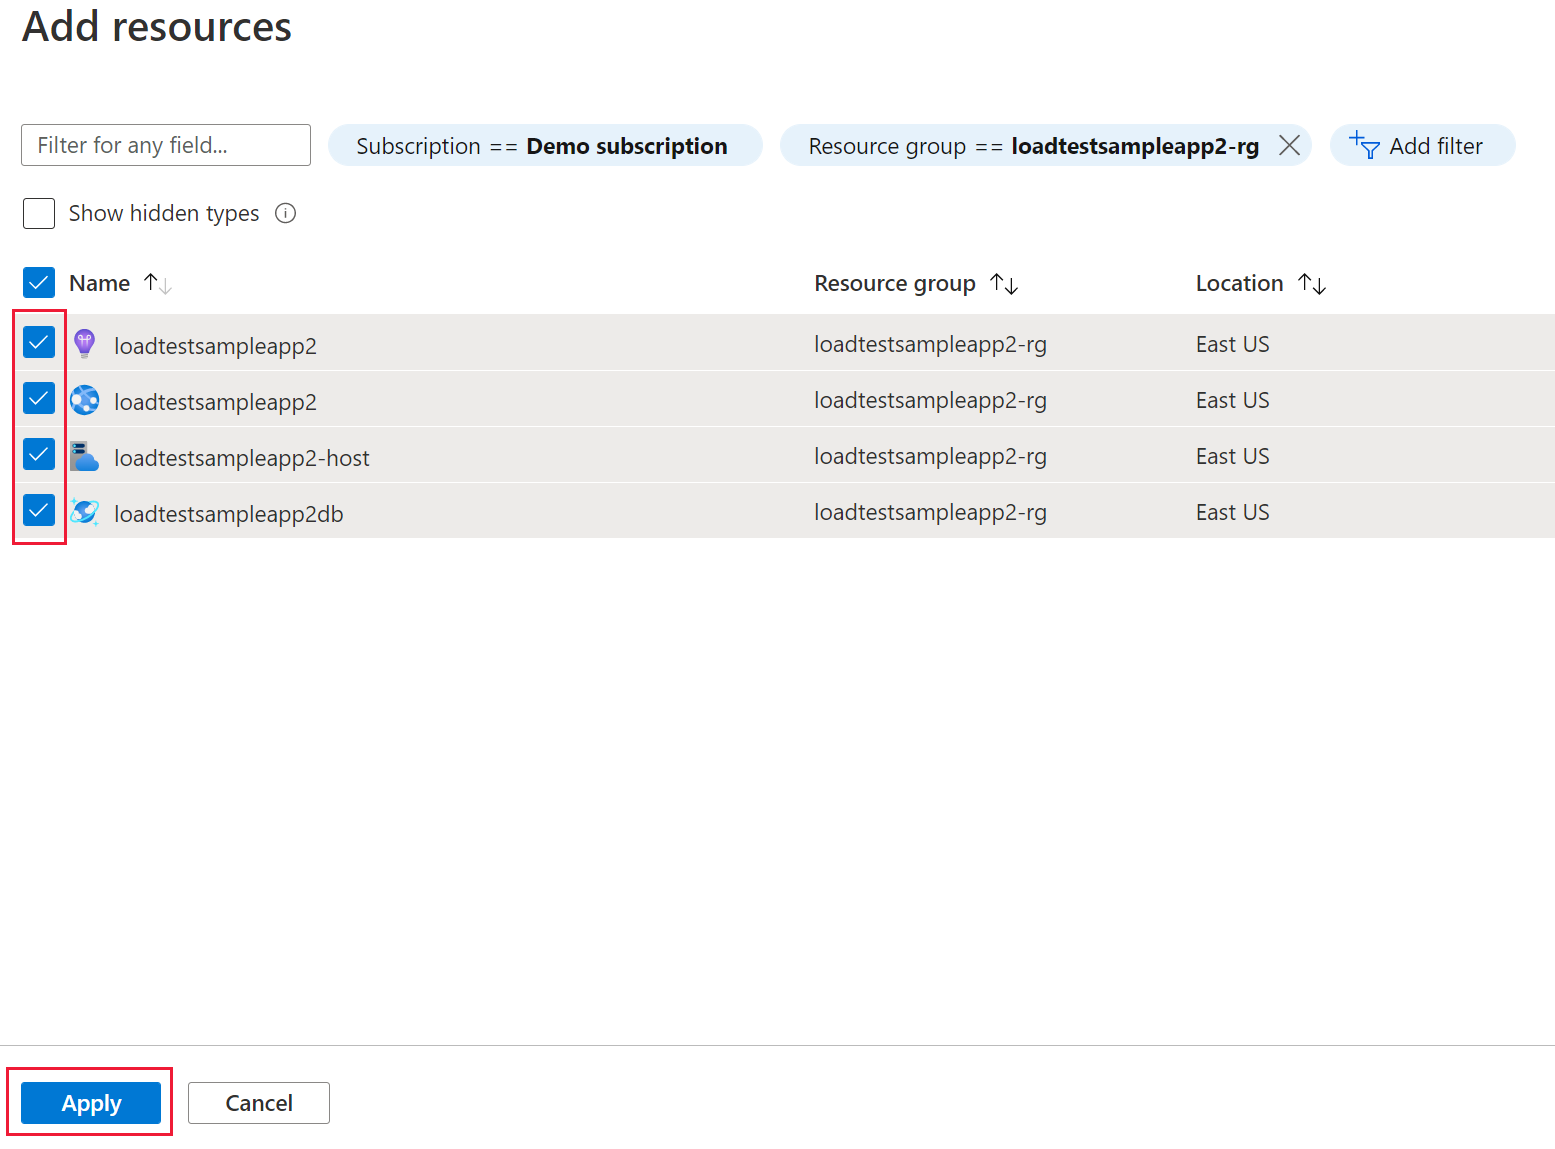 Add resources
Filter for any field... Subscription == Demo subscription Resource group == loadtestsampleapp2-rg Add filter
Show hidden types
Name Resource group Location
loadtestsampleapp2 loadtestsampleapp2-rg East US
loadtestsampleapp2 loadtestsampleapp2-rg East US
loadtestsampleapp2-host loadtestsampleapp2-rg East US
loadtestsampleapp2db loadtestsampleapp2-rg East US
Apply Cancel